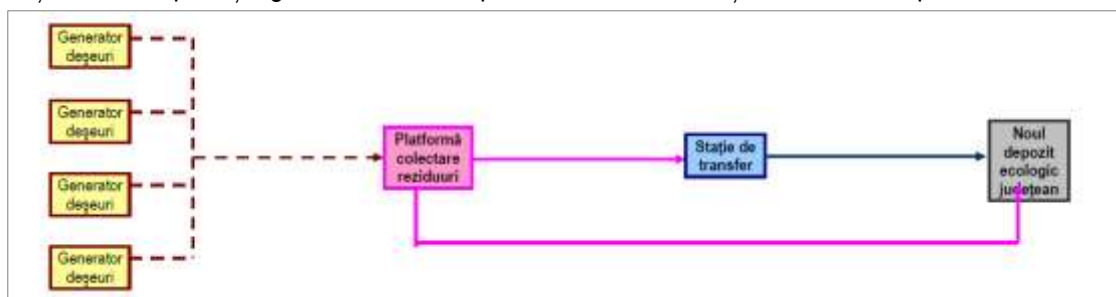 Generator
deşeuri
Generator
deşeuri
Generator
deşeuri
Generator
deşeuri
Platformă
colectare
reziduuri
Staţie de
transfer
Noul
depozit
ecologic
judeţean